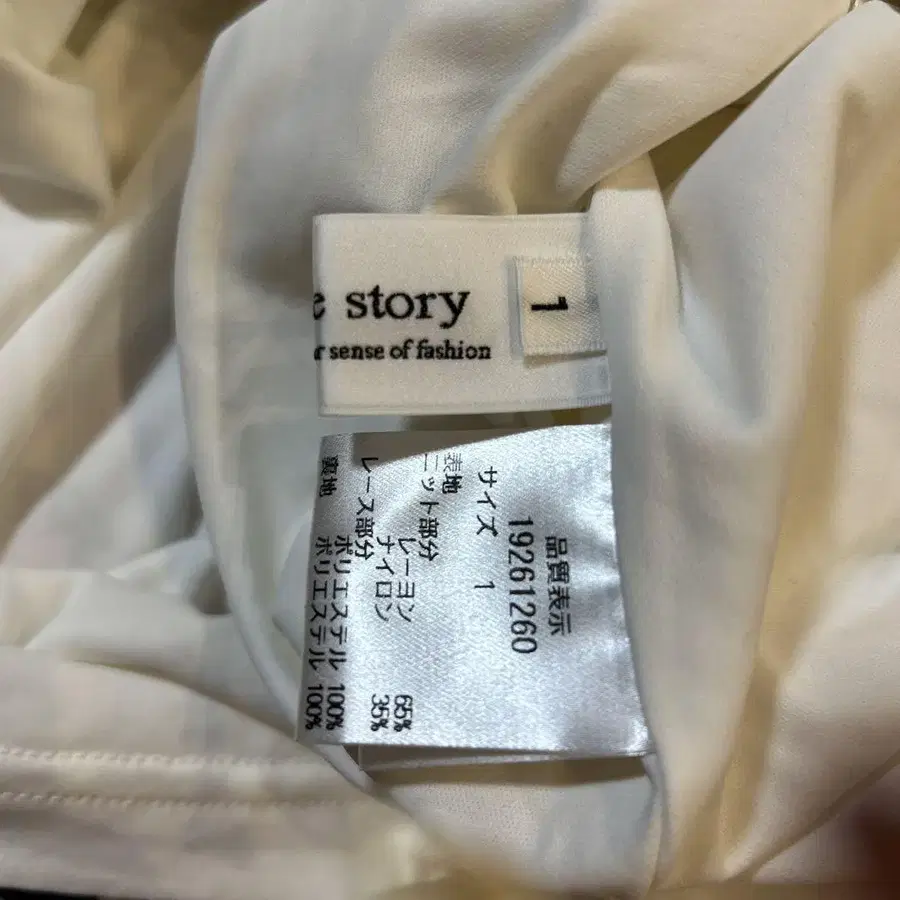 story
sense of fashion
1
品質表示
19261260
サイズ 1
表地
ニット部分 レーヨン 65%
ナイロン 35%
レース部分 ポリエステル 100%
裏地 ポリエステル 100%